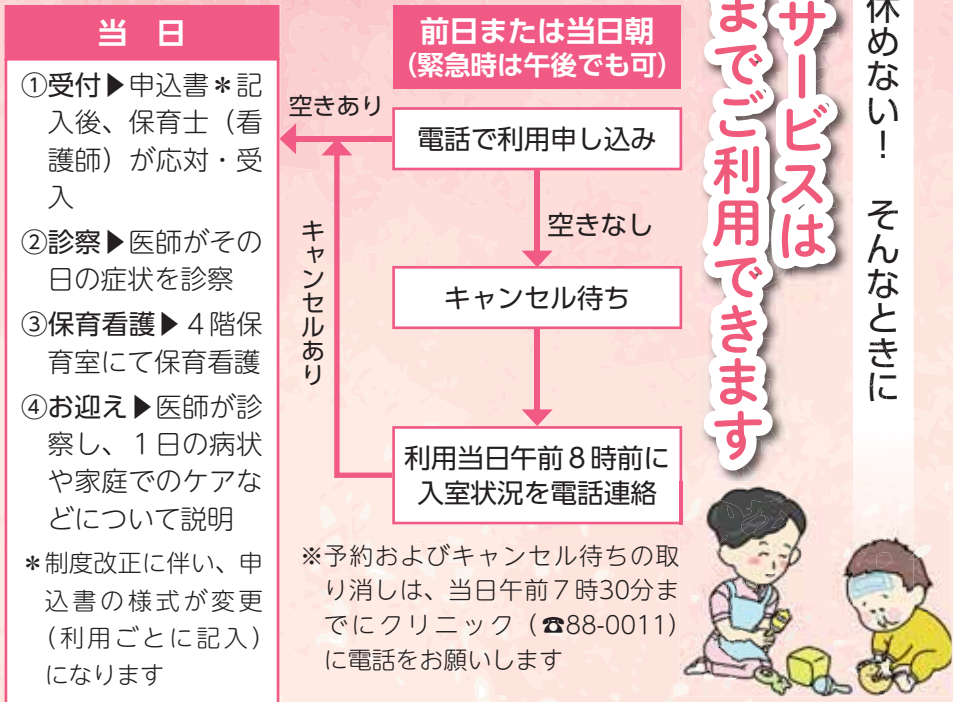 休めない！　そんなときに
サービスは
までご利用できます
前日または当日朝
（緊急時は午後でも可）
電話で利用申し込み
空きあり
空きなし
キャンセル待ち
キャンセルあり
利用当日午前８時前に
入室状況を電話連絡
※予約およびキャンセル待ちの取
り消しは、当日午前７時30分ま
でにクリニック（☎88-0011）
に電話をお願いします
当　日
①受付▶申込書＊記
入後、保育士（看
護師）が応対・受
入
②診察▶医師がその
日の症状を診察
③保育看護▶４階保
育室にて保育看護
④お迎え▶医師が診
察し、１日の病状
や家庭でのケアな
どについて説明
＊制度改正に伴い、申
込書の様式が変更
（利用ごとに記入）
になります